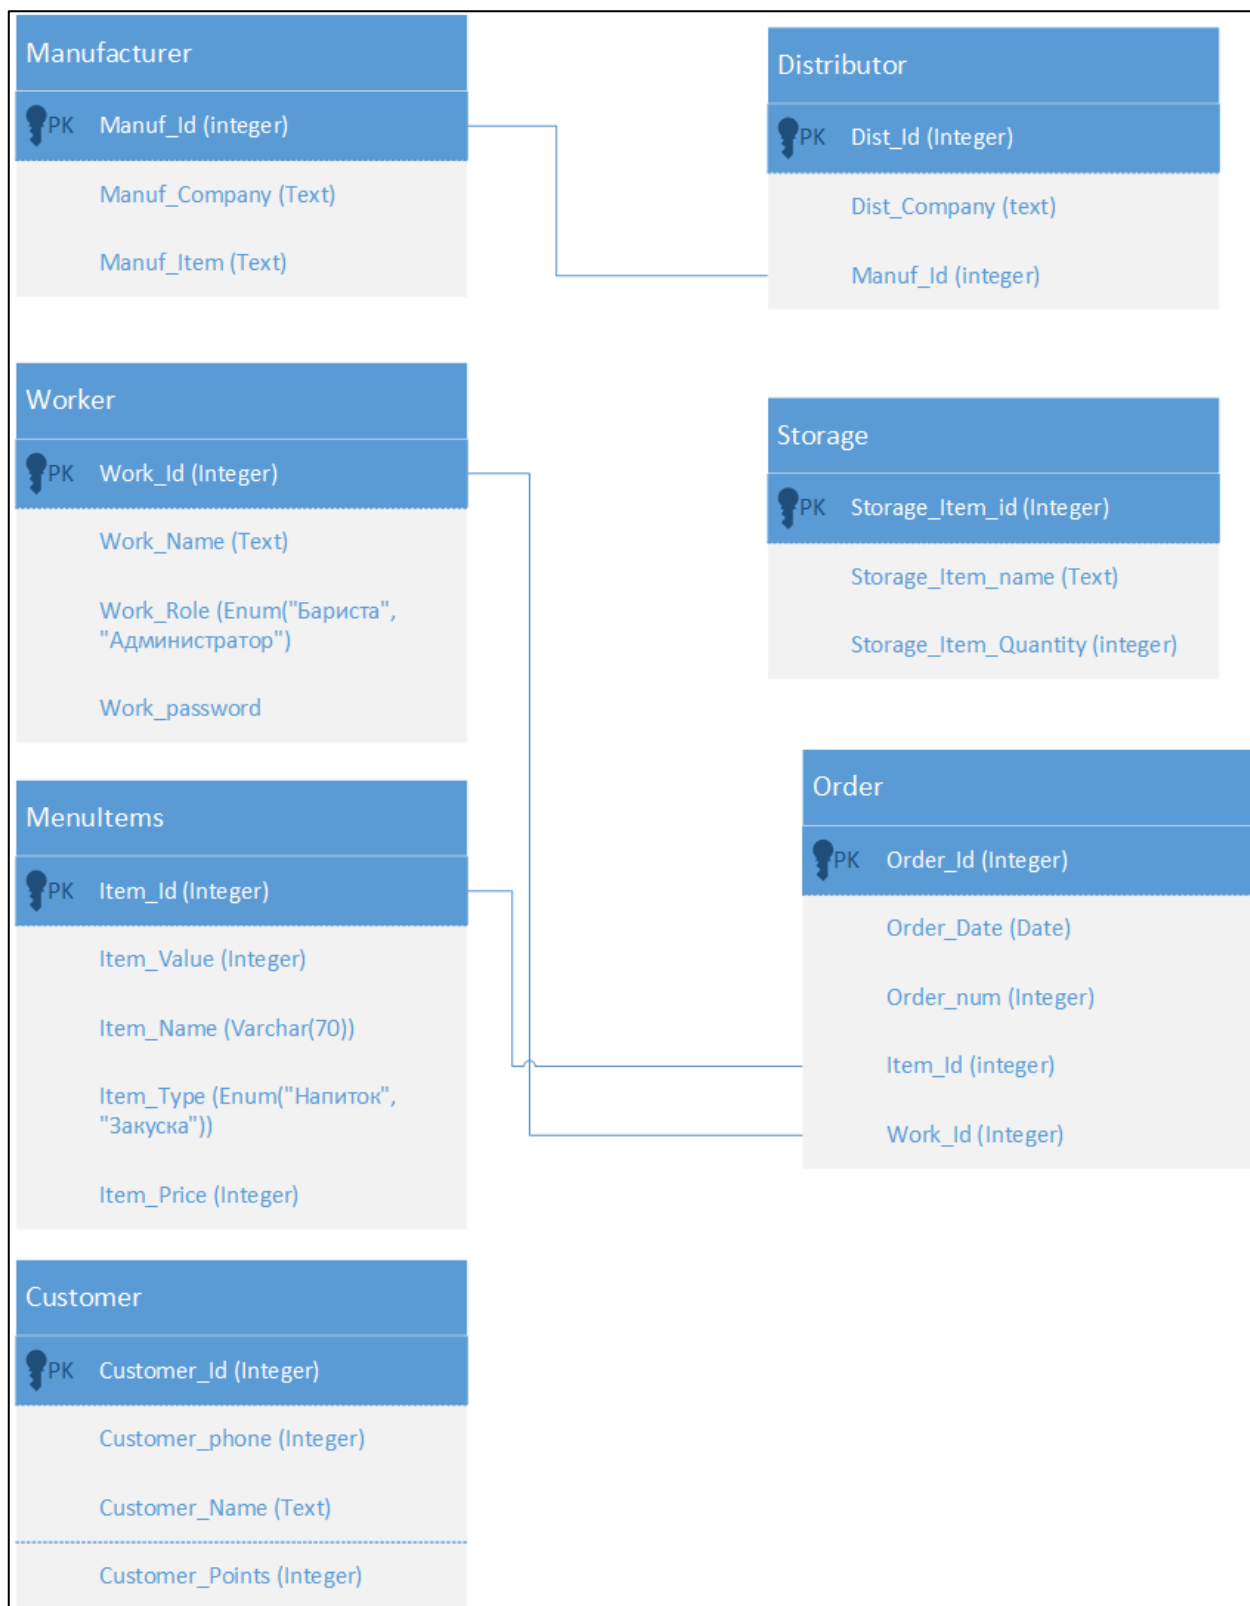 Manufacturer
PK Manuf_Id (integer)
Manuf_Company (Text)
Manuf_Item (Text)
Distributor
PK Dist_Id (Integer)
Dist_Company (text)
Manuf_Id (integer)
Worker
PK Work_Id (Integer)
Work_Name (Text)
Work_Role (Enum("Бариста",
"Администратор")
Work_password
Storage
PK Storage_Item_id (Integer)
Storage_Item_name (Text)
Storage_Item_Quantity (integer)
MenuItems
PK Item_Id (Integer)
Item_Value (Integer)
Item_Name (Varchar(70))
Item_Type (Enum("Напиток",
"Закуска"))
Item_Price (Integer)
Order
PK Order_Id (Integer)
Order_Date (Date)
Order_num (Integer)
Item_Id (integer)
Work_Id (Integer)
Customer
PK Customer_Id (Integer)
Customer_phone (Integer)
Customer_Name (Text)
Customer_Points (Integer)